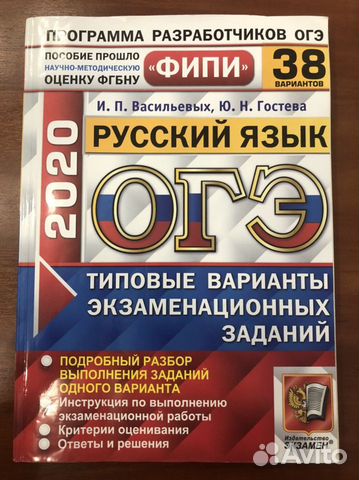 ПРОГРАММА РАЗРАБОТЧИКОВ ОГЭ
ПОСОБИЕ ПРОШЛО
НАУЧНО-МЕТОДИЧЕСКУЮ
ОЦЕНКУ ФГБНУ
«ФИПИ»
38
ВАРИАНТОВ
И. П. Васильевых, Ю. Н. Гостева
2020
РУССКИЙ ЯЗЫК
ОГЭ
ТИПОВЫЕ ВАРИАНТЫ
ЭКЗАМЕНАЦИОННЫХ
ЗАДАНИЙ
ПОДРОБНЫЙ РАЗБОР
ВЫПОЛНЕНИЯ ЗАДАНИЙ
ОДНОГО ВАРИАНТА
Инструкция по выполнению
экзаменационной работы
Критерии оценивания
Ответы и решения
Издательство
ЭКЗАМЕН
Avito